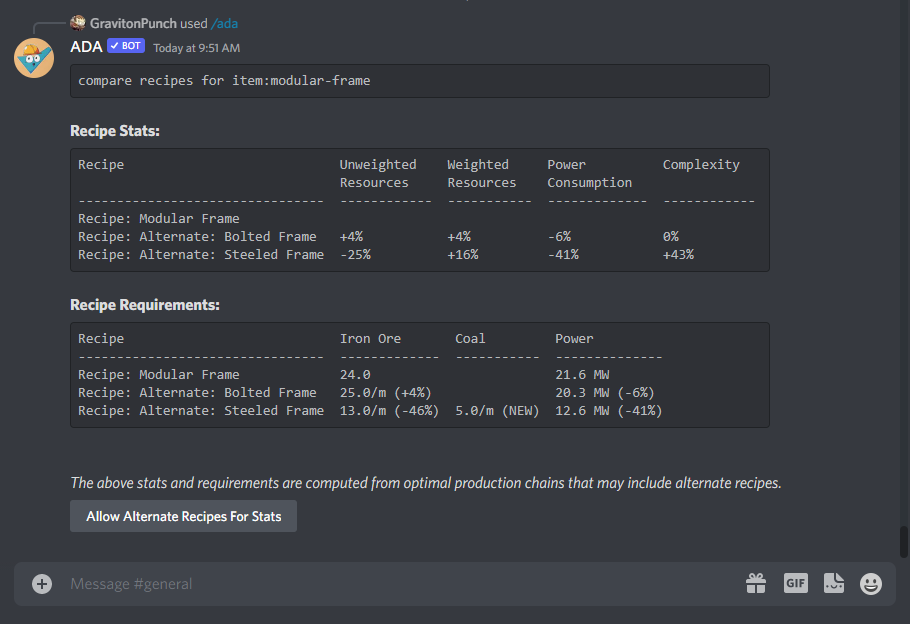 GravitonPunch used /ada
ADA ✓ BOT Today at 9:51 AM
compare recipes for item:modular-frame
Recipe Stats:
Recipe Unweighted Weighted Power Complexity
Resources Resources Consumption
-------------------------------- ------------ ----------- ------------- ------------
Recipe: Modular Frame
Recipe: Alternate: Bolted Frame +4% +4% -6% 0%
Recipe: Alternate: Steeled Frame -25% +16% -41% +43%
Recipe Requirements:
Recipe Iron Ore Coal Power
-------------------------------- ------------- ----------- --------------
Recipe: Modular Frame 24.0 21.6 MW
Recipe: Alternate: Bolted Frame 25.0/m (+4%) 20.3 MW (-6%)
Recipe: Alternate: Steeled Frame 13.0/m (-46%) 5.0/m (NEW) 12.6 MW (-41%)
The above stats and requirements are computed from optimal production chains that may include alternate recipes.
Allow Alternate Recipes For Stats
Message #general GIF